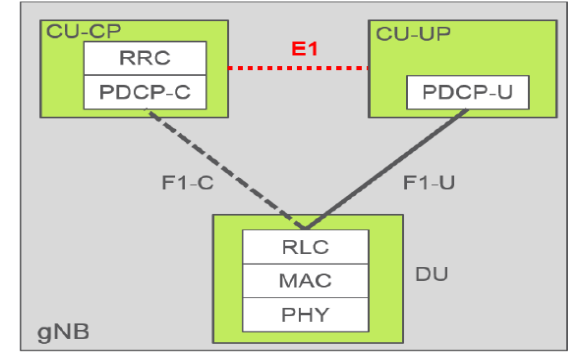 CU-CP
RRC
PDCP-C
E1
CU-UP
PDCP-U
F1-C
F1-U
RLC
MAC
PHY
DU
gNB